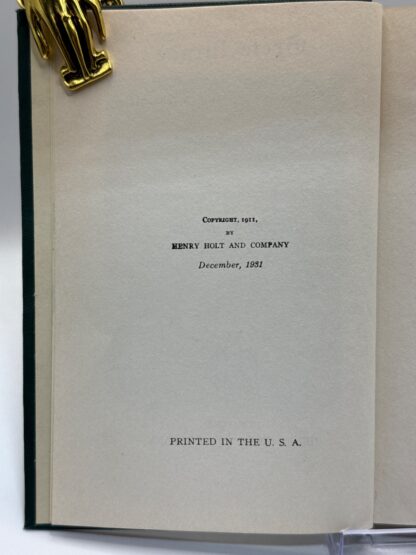 COPYRIGHT, 1911,
BY
HENRY HOLT AND COMPANY
December, 1931
PRINTED IN THE U. S. A.